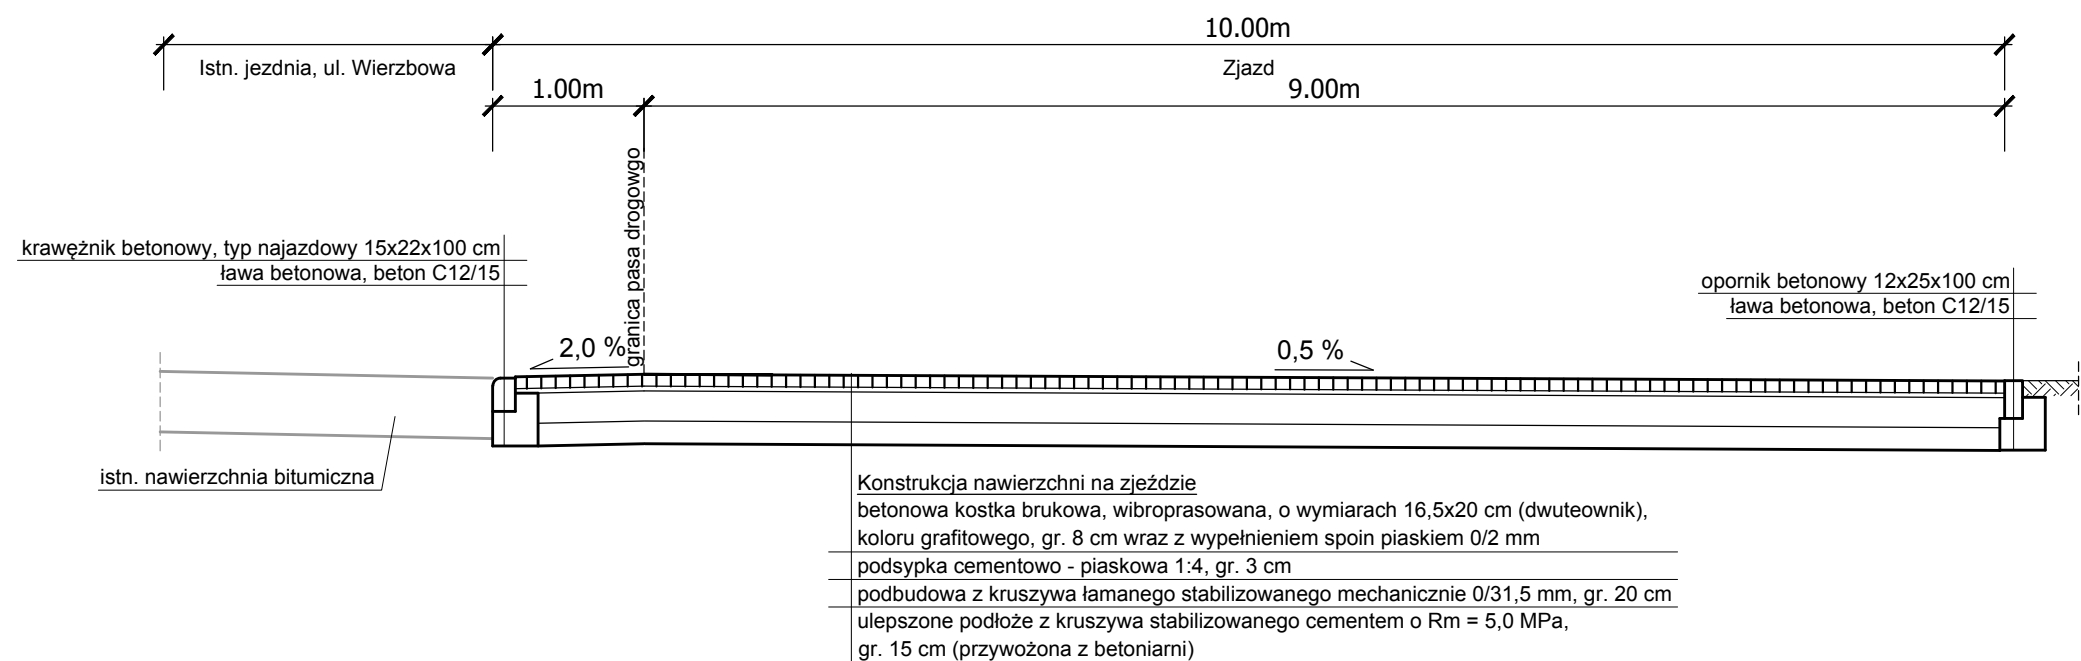 10.00m
Istn. jezdnia, ul. Wierzbowa
Zjazd
1.00m
9.00m
granica pasa drogowgo
krawężnik betonowy, typ najazdowy 15x22x100 cm
ława betonowa, beton C12/15
opornik betonowy 12x25x100 cm
ława betonowa, beton C12/15
2,0 %
0,5 %
istn. nawierzchnia bitumiczna
Konstrukcja nawierzchni na zjeździe
betonowa kostka brukowa, wibroprasowana, o wymiarach 16,5x20 cm (dwuteownik),
koloru grafitowego, gr. 8 cm wraz z wypełnieniem spoin piaskiem 0/2 mm
podsypka cementowo - piaskowa 1:4, gr. 3 cm
podbudowa z kruszywa łamanego stabilizowanego mechanicznie 0/31,5 mm, gr. 20 cm
ulepszone podłoże z kruszywa stabilizowanego cementem o Rm = 5,0 MPa,
gr. 15 cm (przywożona z betoniarni)